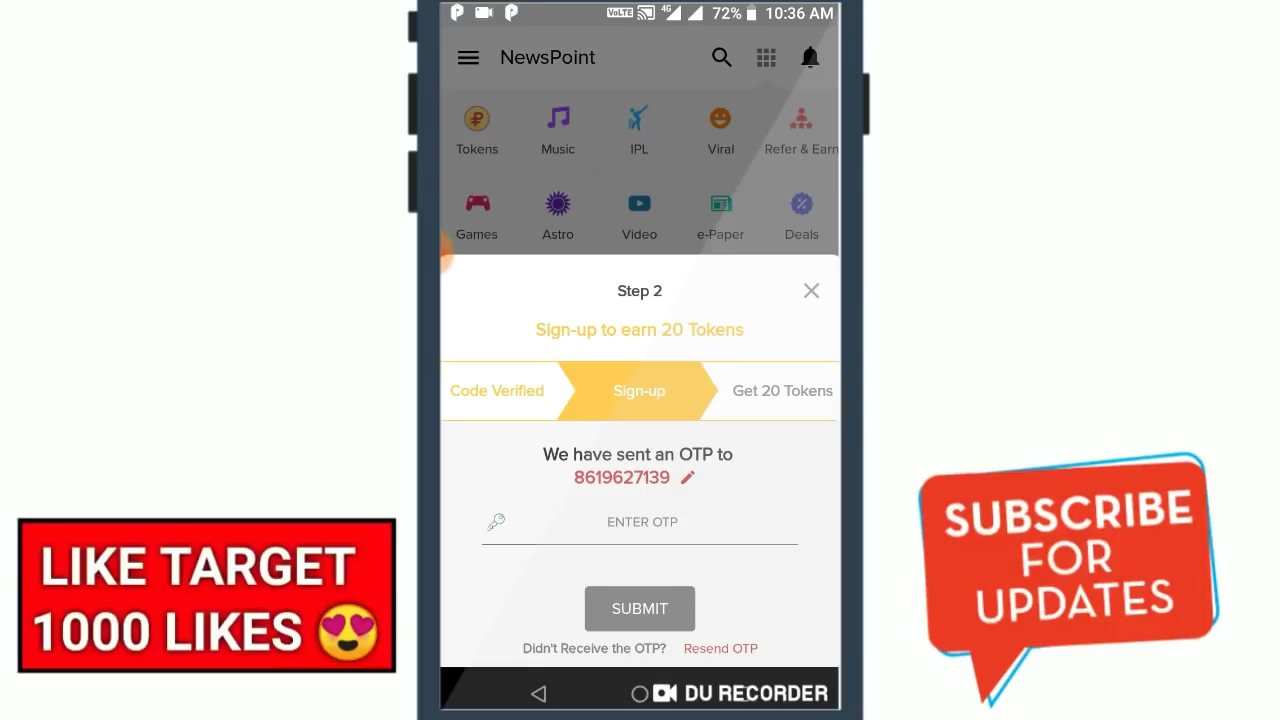 VoLTE 4G 72% 10:36 AM
NewsPoint
Tokens Music IPL Viral Refer & Earn
Games Astro Video e-Paper Deals
Step 2
Sign-up to earn 20 Tokens
Code Verified Sign-up Get 20 Tokens
We have sent an OTP to
8619627139
ENTER OTP
SUBMIT
Didn't Receive the OTP? Resend OTP
DU RECORDER
LIKE TARGET
1000 LIKES 😍
SUBSCRIBE
FOR
UPDATES